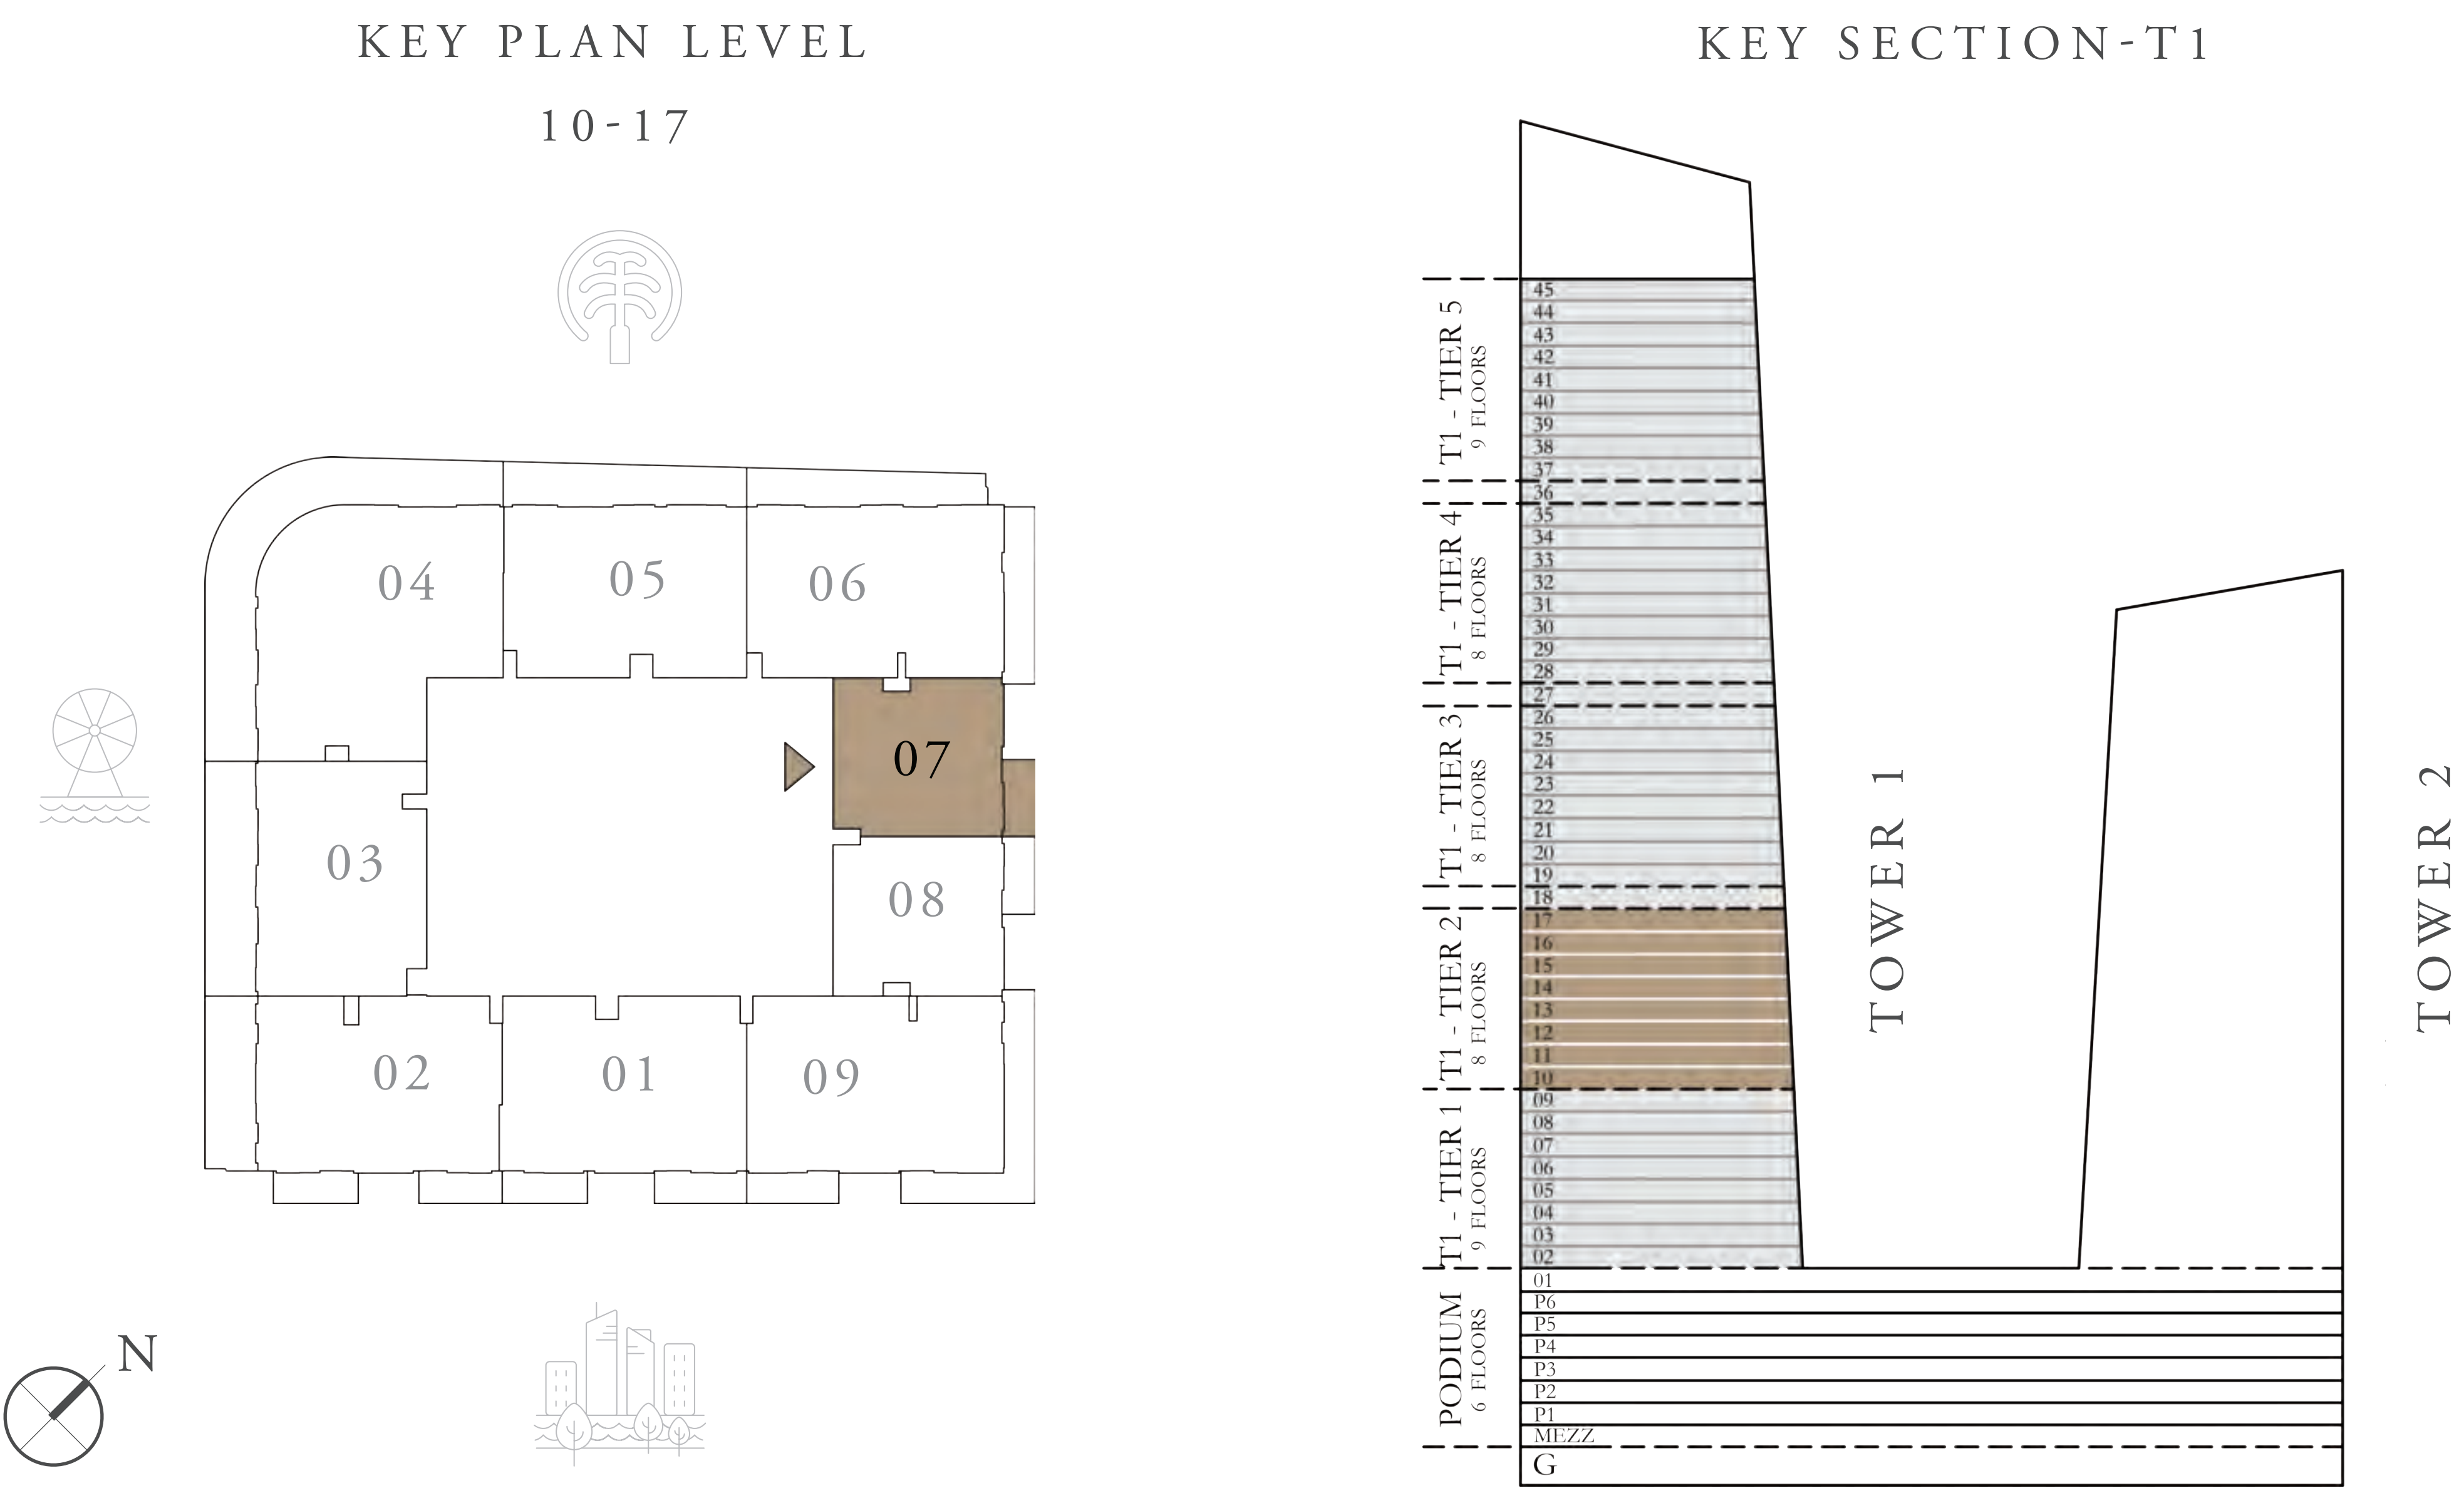 KEY PLAN LEVEL
10-17
04
05
06
07
03
08
02
01
09
N
KEY SECTION-T1
T1 - TIER 5
9 FLOORS
45
44
43
42
41
40
39
38
37
36
T1 - TIER 4
8 FLOORS
35
34
33
32
31
30
29
28
27
T1 - TIER 3
8 FLOORS
26
25
24
23
22
21
20
19
18
T1 - TIER 2
8 FLOORS
17
16
15
14
13
12
11
10
T1 - TIER 1
9 FLOORS
09
08
07
06
05
04
03
02
PODIUM
6 FLOORS
01
P6
P5
P4
P3
P2
P1
MEZZ
G
TOWER 1
TOWER 2